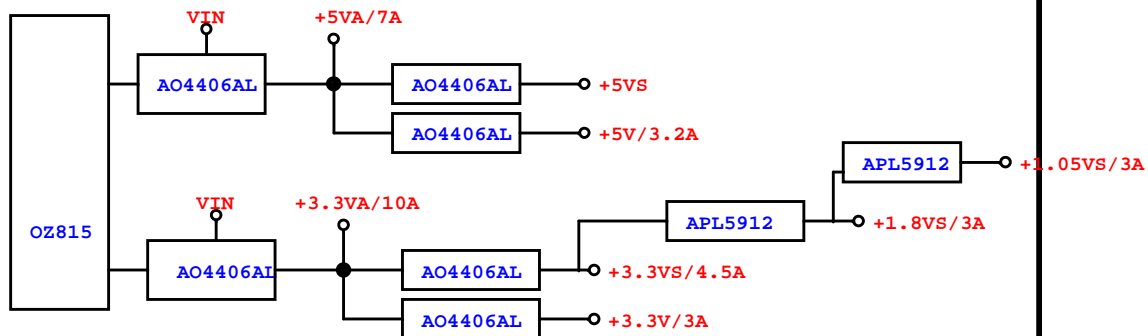 VIN
+5VA/7A
AO4406AL
AO4406AL
+5VS
AO4406AL
+5V/3.2A
APL5912
+1.05VS/3A
VIN
+3.3VA/10A
OZ815
APL5912
+1.8VS/3A
AO4406AL
AO4406AL
+3.3VS/4.5A
AO4406AL
+3.3V/3A